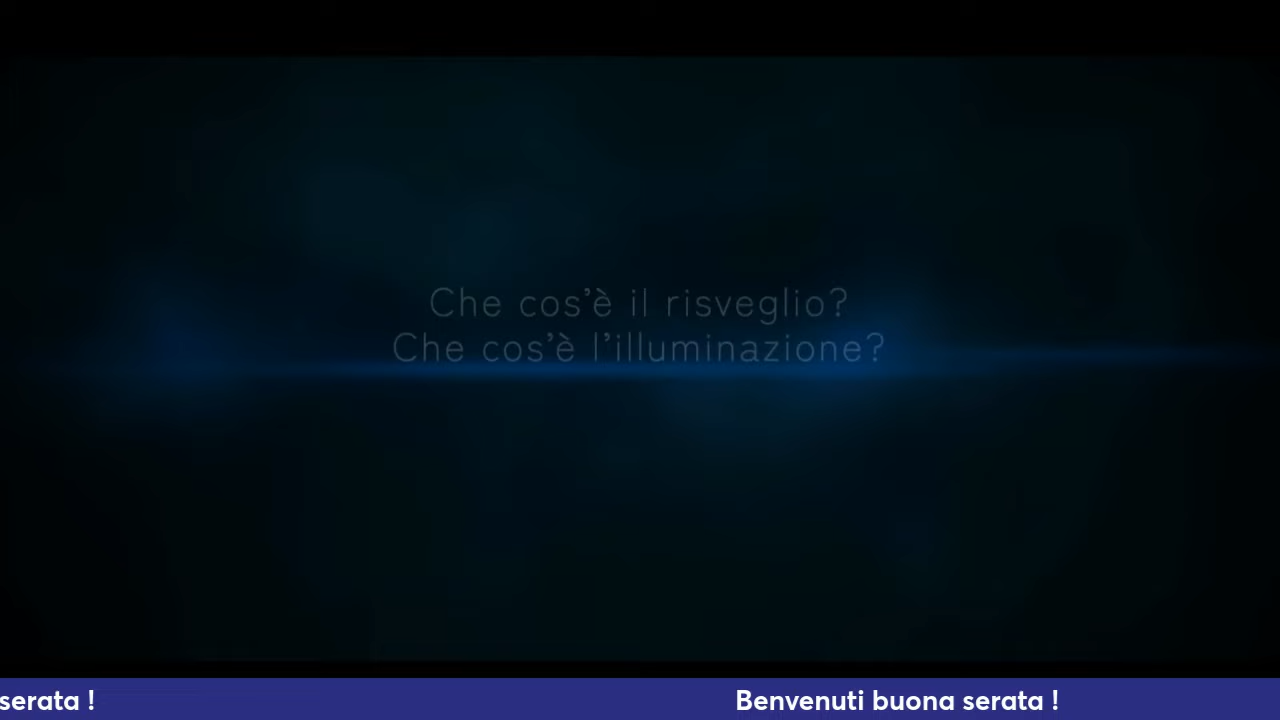 Che cos’è il risveglio?
Che cos’è l’illuminazione?
serata ! Benvenuti buona serata !